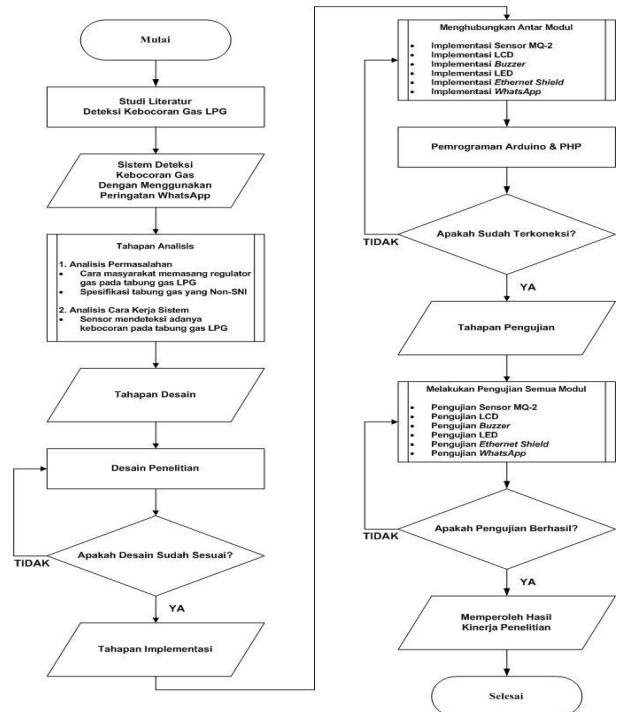 Mulai
Studi Literatur
Deteksi Kebocoran Gas LPG
Sistem Deteksi
Kebocoran Gas
Dengan Menggunakan
Peringatan WhatsApp
Tahapan Analisis
1. Analisis Permasalahan
• Cara masyarakat memasang regulator
gas pada tabung gas LPG
• Spesifikasi tabung gas yang Non-SNI
2. Analisis Cara Kerja Sistem
• Sensor mendeteksi adanya
kebocoran pada tabung gas LPG
Tahapan Desain
Desain Penelitian
Apakah Desain Sudah Sesuai?
TIDAK
YA
Tahapan Implementasi
Menghubungkan Antar Modul
• Implementasi Sensor MQ-2
• Implementasi LCD
• Implementasi Buzzer
• Implementasi LED
• Implementasi Ethernet Shield
• Implementasi WhatsApp
Pemrograman Arduino & PHP
Apakah Sudah Terkoneksi?
TIDAK
YA
Tahapan Pengujian
Melakukan Pengujian Semua Modul
• Pengujian Sensor MQ-2
• Pengujian LCD
• Pengujian Buzzer
• Pengujian LED
• Pengujian Ethernet Shield
• Pengujian WhatsApp
Apakah Pengujian Berhasil?
TIDAK
YA
Memperoleh Hasil
Kinerja Penelitian
Selesai